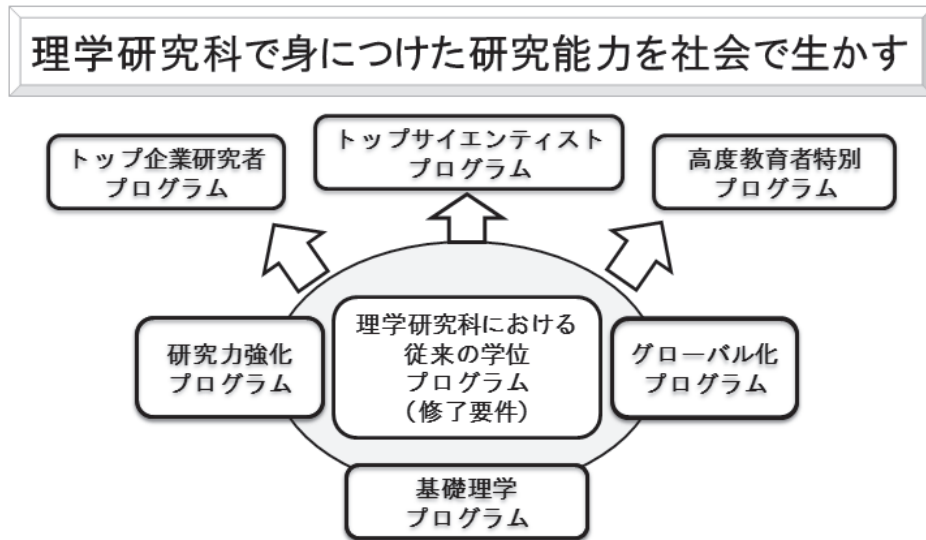 理学研究科で身につけた研究能力を社会で生かす
トップ企業研究者
プログラム
トップサイエンティスト
プログラム
高度教育者特別
プログラム
研究力強化
プログラム
理学研究科における
従来の学位
プログラム
（修了要件）
グローバル化
プログラム
基礎理学
プログラム